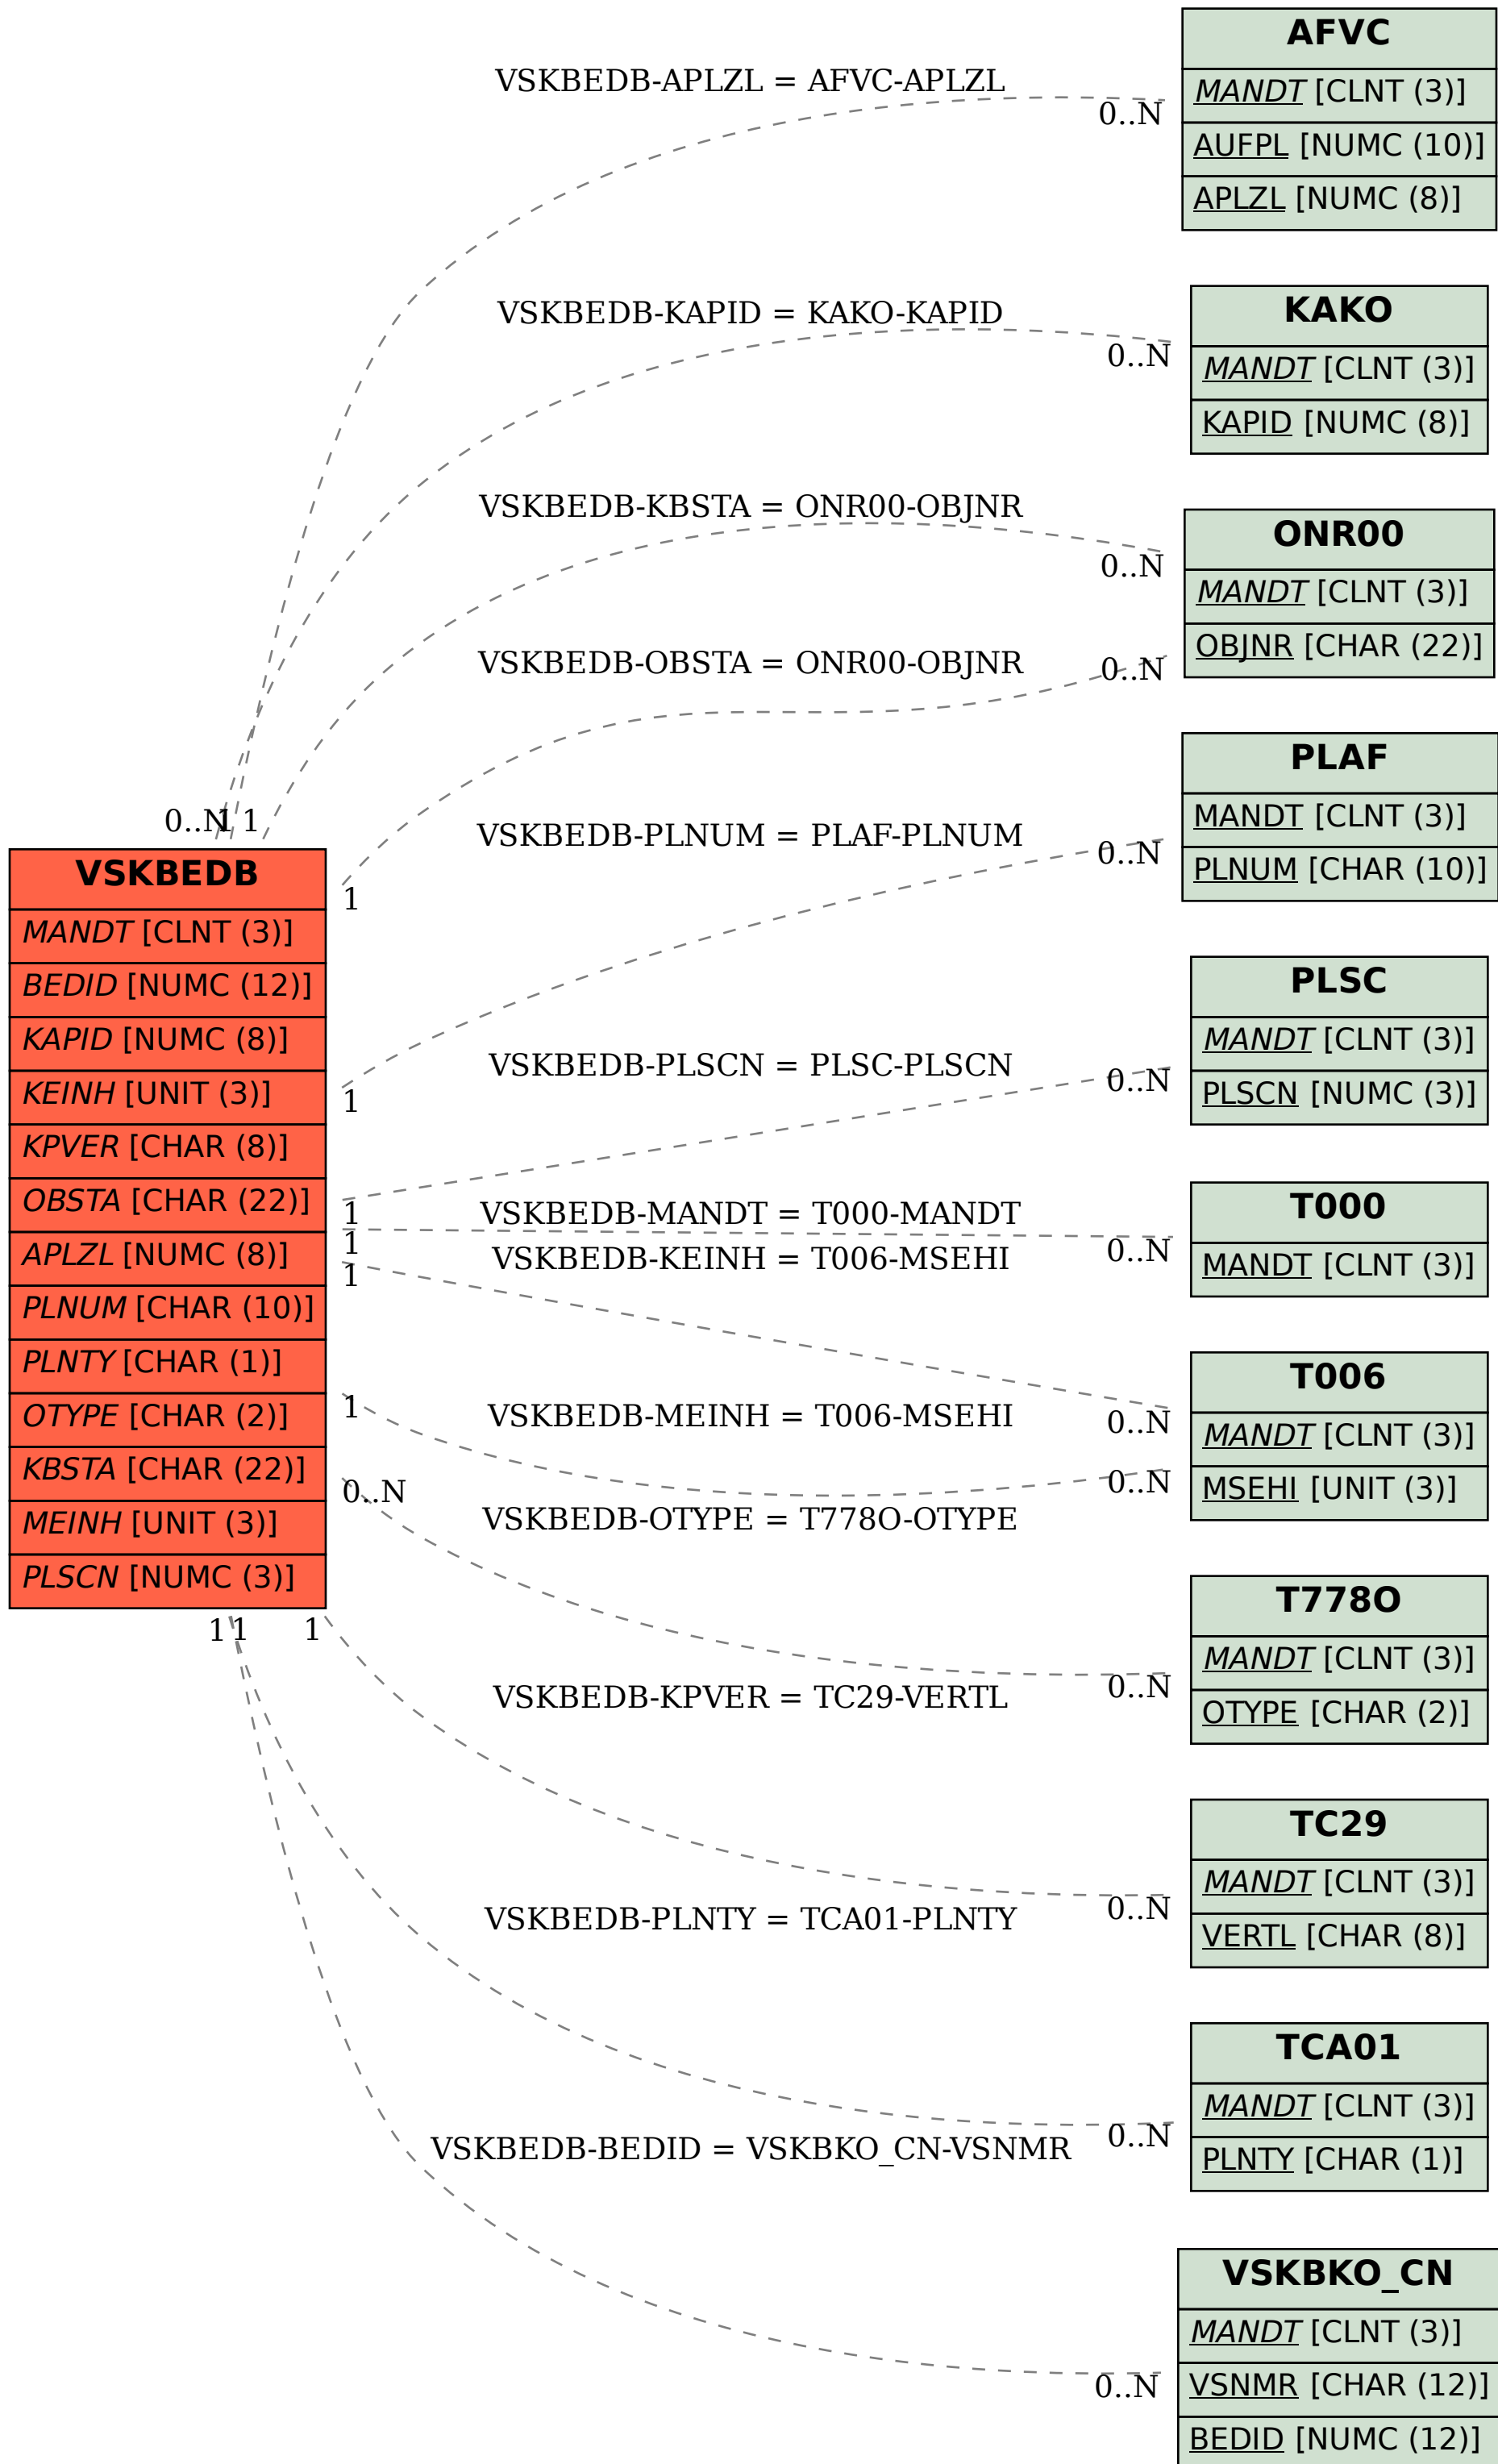 AFVC
MANDT [CLNT (3)]
AUFPL [NUMC (10)]
APLZL [NUMC (8)]
VSKBEDB-APLZL = AFVC-APLZL
0..N
KAKO
MANDT [CLNT (3)]
KAPID [NUMC (8)]
VSKBEDB-KAPID = KAKO-KAPID
0..N
ONR00
MANDT [CLNT (3)]
OBJNR [CHAR (22)]
VSKBEDB-KBSTA = ONR00-OBJNR
0..N
VSKBEDB-OBSTA = ONR00-OBJNR
0..N
PLAF
MANDT [CLNT (3)]
PLNUM [CHAR (10)]
VSKBEDB-PLNUM = PLAF-PLNUM
0..N
0..N
1
1
VSKBEDB
MANDT [CLNT (3)]
BEDID [NUMC (12)]
KAPID [NUMC (8)]
KEINH [UNIT (3)]
KPVER [CHAR (8)]
OBSTA [CHAR (22)]
APLZL [NUMC (8)]
PLNUM [CHAR (10)]
PLNTY [CHAR (1)]
OTYPE [CHAR (2)]
KBSTA [CHAR (22)]
MEINH [UNIT (3)]
PLSCN [NUMC (3)]
1
1
1
1
1
1
0..N
1
1
1
PLSC
MANDT [CLNT (3)]
PLSCN [NUMC (3)]
VSKBEDB-PLSCN = PLSC-PLSCN
0..N
T000
MANDT [CLNT (3)]
VSKBEDB-MANDT = T000-MANDT
0..N
VSKBEDB-KEINH = T006-MSEHI
T006
MANDT [CLNT (3)]
MSEHI [UNIT (3)]
0..N
VSKBEDB-MEINH = T006-MSEHI
0..N
VSKBEDB-OTYPE = T778O-OTYPE
T778O
MANDT [CLNT (3)]
OTYPE [CHAR (2)]
0..N
VSKBEDB-KPVER = TC29-VERTL
TC29
MANDT [CLNT (3)]
VERTL [CHAR (8)]
0..N
VSKBEDB-PLNTY = TCA01-PLNTY
TCA01
MANDT [CLNT (3)]
PLNTY [CHAR (1)]
0..N
VSKBEDB-BEDID = VSKBKO_CN-VSNMR
VSKBKO_CN
MANDT [CLNT (3)]
VSNMR [CHAR (12)]
BEDID [NUMC (12)]
0..N